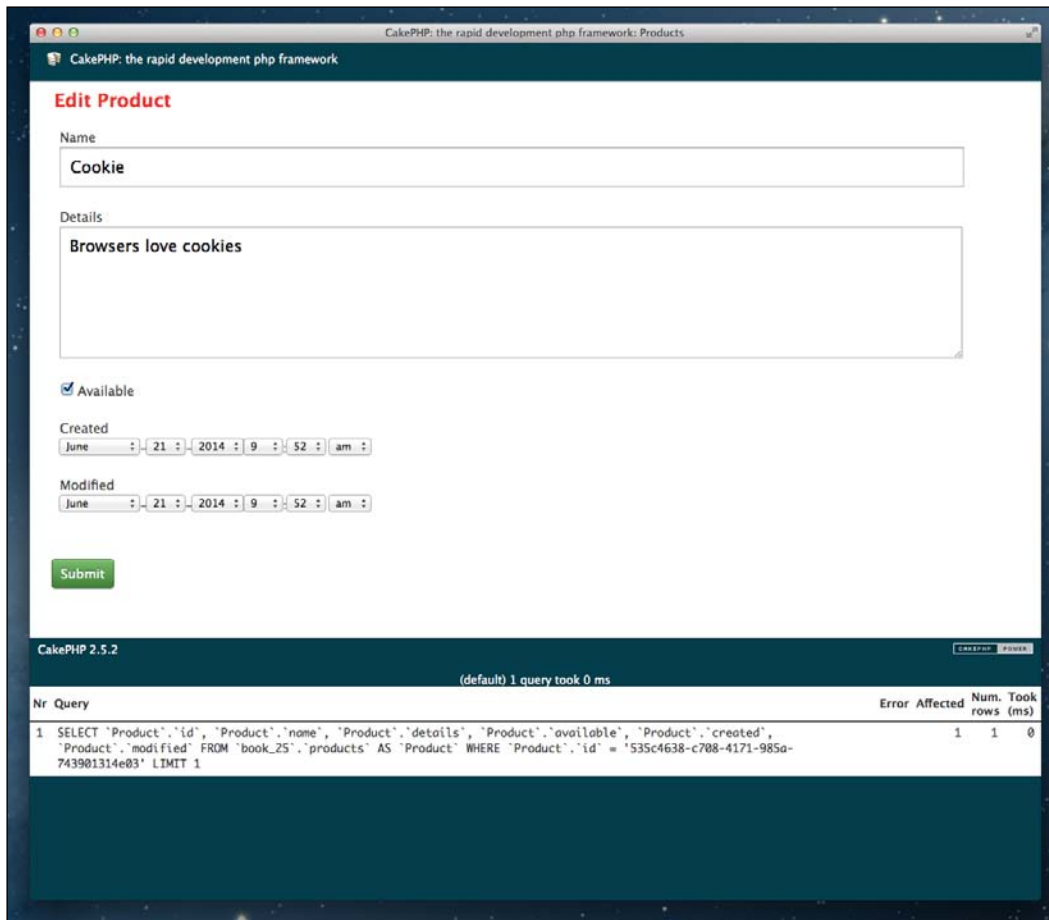 CakePHP: the rapid development php framework: Products
CakePHP: the rapid development php framework
Edit Product
Name
Cookie
Details
Browsers love cookies
Available
Created
June - 21 - 2014 9 : 52 am
Modified
June - 21 - 2014 9 : 52 am
Submit
CakePHP 2.5.2
CAKEPHP POWER
(default) 1 query took 0 ms
Nr Query Error Affected Num. rows Took (ms)
1 SELECT `Product`.`id`, `Product`.`name`, `Product`.`details`, `Product`.`available`, `Product`.`created`, 1 1 0
`Product`.`modified` FROM `book_25`.`products` AS `Product` WHERE `Product`.`id` = '535c4638-c708-4171-985a-
743901314e03' LIMIT 1